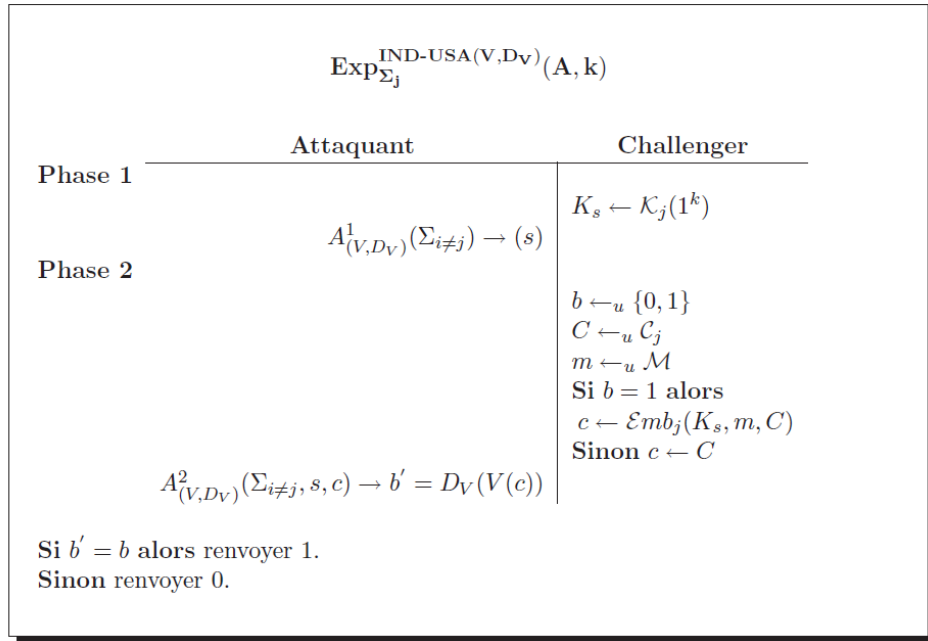 Exp_{Σ_j}^{IND-USA(V,D_V)}(A, k)
Attaquant Challenger
Phase 1
K_s ← 𝒦_j(1^k)
A^1_{(V,D_V)}(Σ_{i≠j}) → (s)
Phase 2
b ←_u {0, 1}
C ←_u 𝒞_j
m ←_u ℳ
Si b = 1 alors
c ← ℰmb_j(K_s, m, C)
Sinon c ← C
A^2_{(V,D_V)}(Σ_{i≠j}, s, c) → b′ = D_V(V(c))
Si b′ = b alors renvoyer 1.
Sinon renvoyer 0.